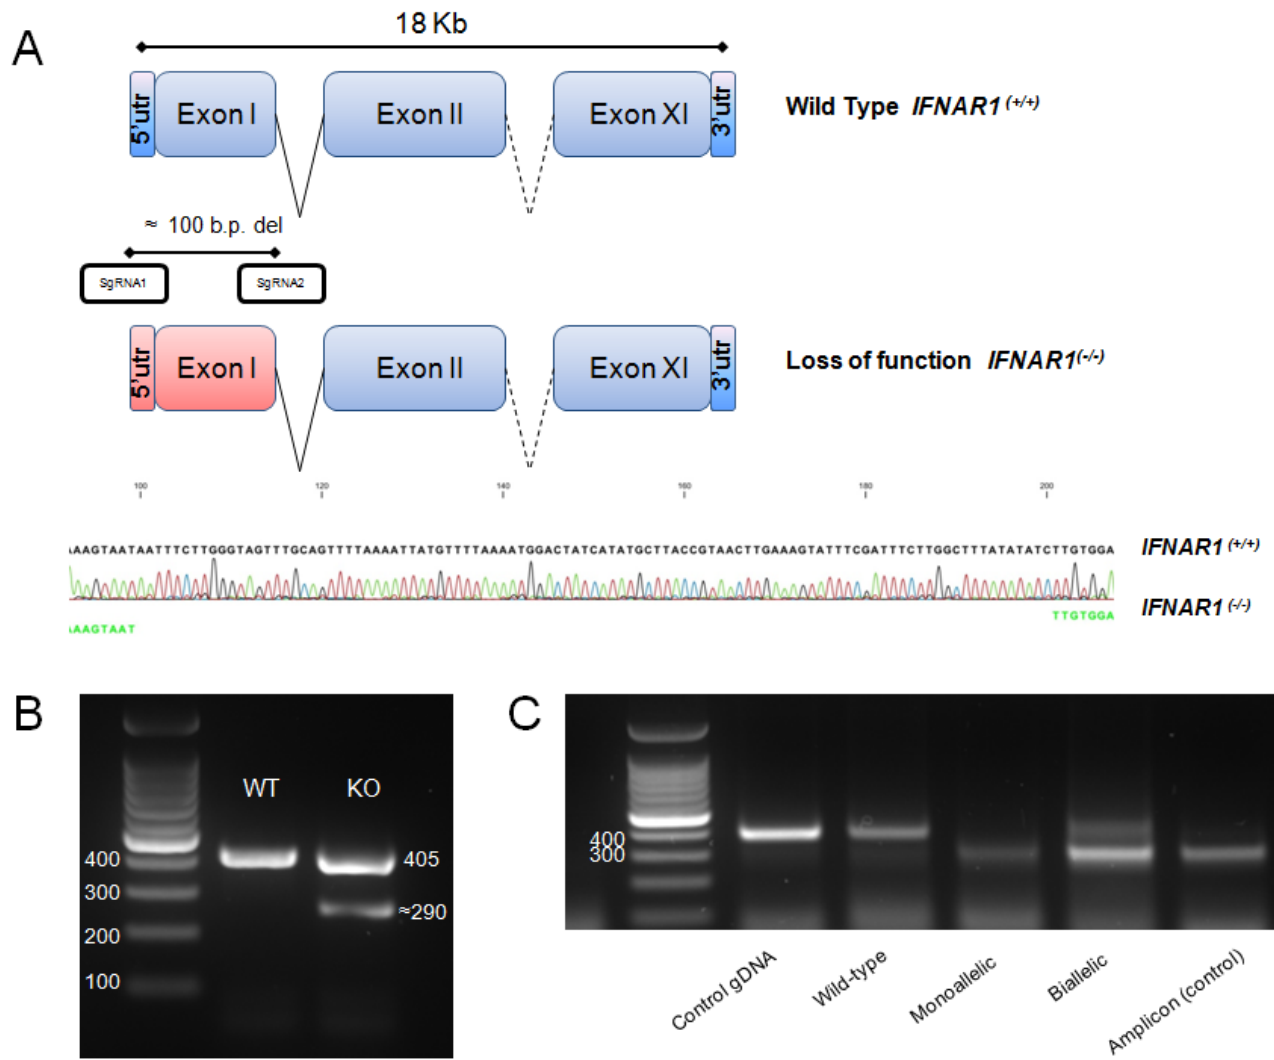 A
18 Kb
5'utr Exon I Exon II Exon XI 3'utr
Wild Type IFNAR1 (+/+)
≈ 100 b.p. del
SgRNA1 SgRNA2
5'utr Exon I Exon II Exon XI 3'utr
Loss of function IFNAR1(-/-)
100 120 140 160 180 200
AAAGTAATAATTTCTTGGGTAGTTTGCAGTTTTAAAATTATGTTTTAAAATGGACTATCATATGCTTACCGTAACTTGAAAGTATTTCGATTTCTTGGCTTTATATATCTTGTGGA IFNAR1 (+/+)
TTGTGGA IFNAR1 (-/-)
AAAGTAAT
B
WT KO
400 405
300 ≈290
200
100
C
400
300
Control gDNA
Wild-type
Monoallelic
Biallelic
Amplicon (control)